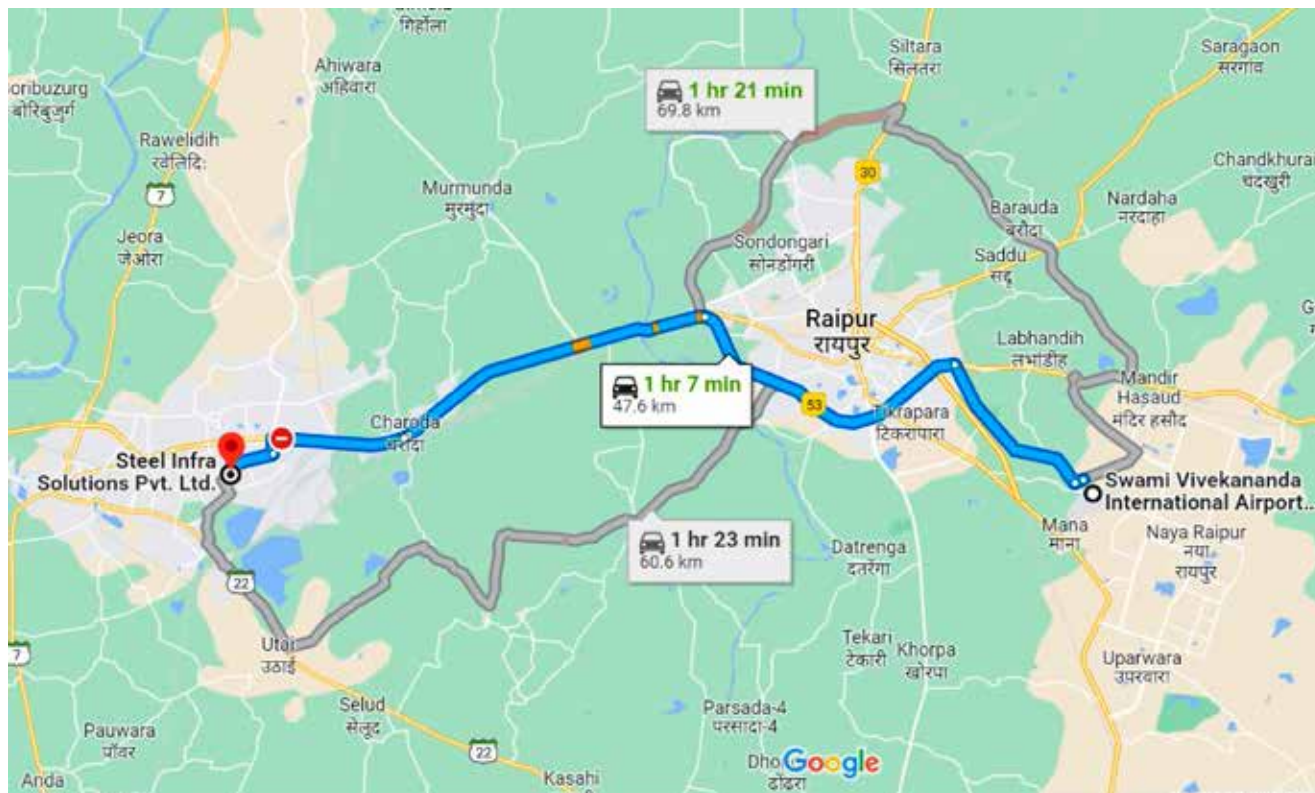 गिर्होला
Siltara
सिलतरा
Saragaon
सरगांव
Ahiwara
अहिवारा
oribuzurg
बोरिबुजुर्ग
1 hr 21 min
69.8 km
Rawelidih
रवेलिदि:
Chandkhurai
चंदखुरी
30
Murmunda
मुरमुंदा
7
Nardaha
नरदाहा
Barauda
बरौदा
Jeora
जेओरा
Sondongari
सोनडोंगरी
Saddu
सद्दू
Raipur
रायपुर
Labhandih
लभांडीह
1 hr 7 min
47.6 km
Mandir
Hasaud
मंदिर हसौद
53
Charoda
चरोदा
Tikrapara
टिकरापारा
Steel Infra
Solutions Pvt. Ltd.
Swami Vivekananda
International Airport...
1 hr 23 min
60.6 km
Mana
माना
Naya Raipur
नया
रायपुर
Datrenga
दतरेंगा
22
Utai
उठाई
7
Tekari
टेकारी
Khorpa
खोरपा
Uparwara
उपरवारा
Selud
सेलूद
Parsada-4
परसादा-4
Pauwara
पॉवर
22
Anda
Kasahi
Google
ढोंढरा